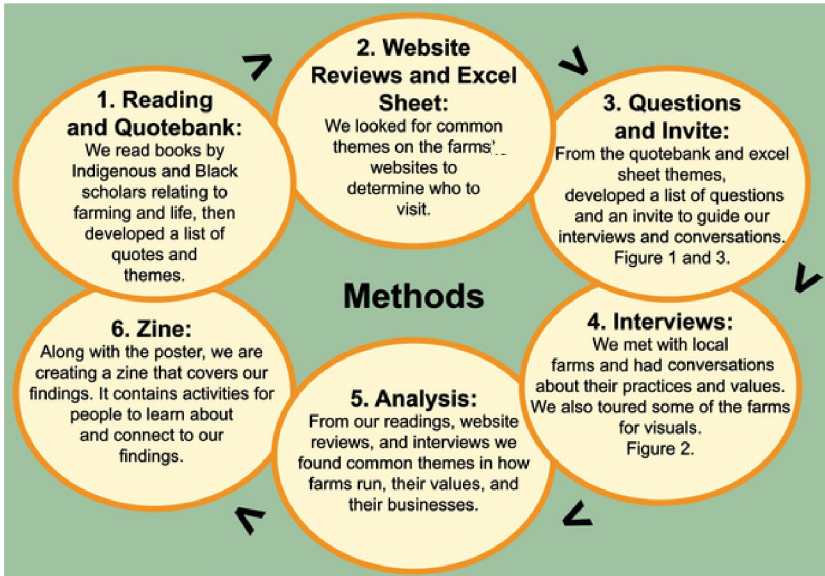 1. Reading
and Quotebank:
We read books by
Indigenous and Black
scholars relating to
farming and life, then
developed a list of
quotes and
themes.
2. Website
Reviews and Excel
Sheet:
We looked for common
themes on the farms'
websites to
determine who to
visit.
3. Questions
and Invite:
From the quotebank and excel
sheet themes,
developed a list of questions
and an invite to guide our
interviews and conversations.
Figure 1 and 3.
Methods
4. Interviews:
We met with local
farms and had conversations
about their practices and values.
We also toured some of the farms
for visuals.
Figure 2.
5. Analysis:
From our readings, website
reviews, and interviews we
found common themes in how
farms run, their values, and
their businesses.
6. Zine:
Along with the poster, we are
creating a zine that covers our
findings. It contains activities for
people to learn about
and connect to our
findings.